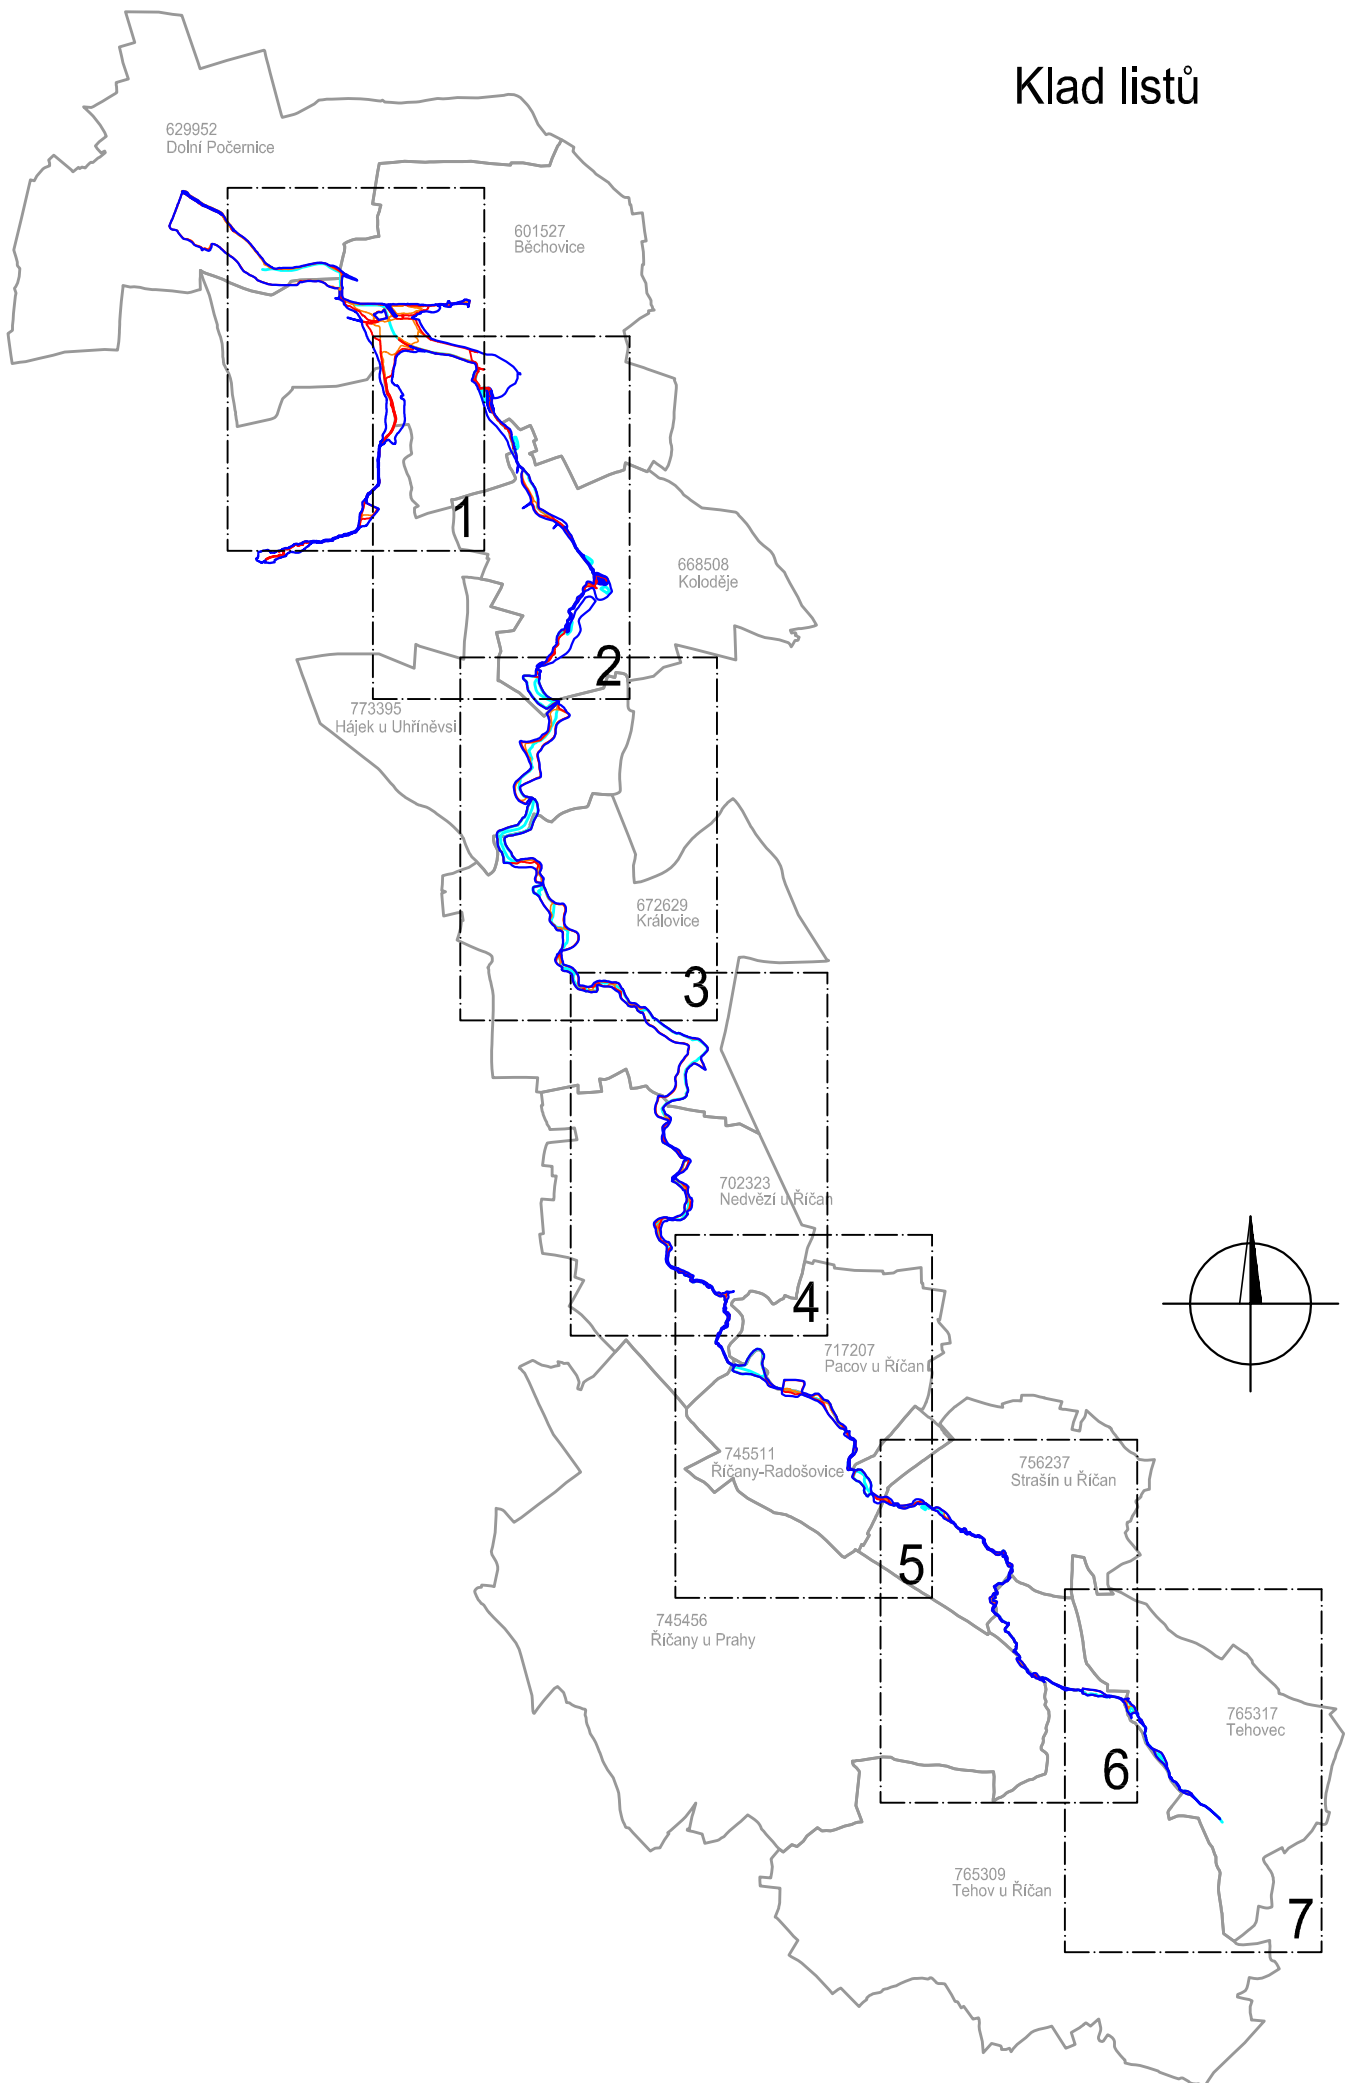 Klad listů
629952
Dolní Počernice
601527
Běchovice
1
668508
Koloděje
2
773395
Hájek u Uhříněvsi
672629
Královice
3
702323
Nedvězí u Říčan
4
717207
Pacov u Říčan
745511
Říčany-Radošovice
756237
Strašín u Říčan
5
745456
Říčany u Prahy
765317
Tehovec
6
765309
Tehov u Říčan
7